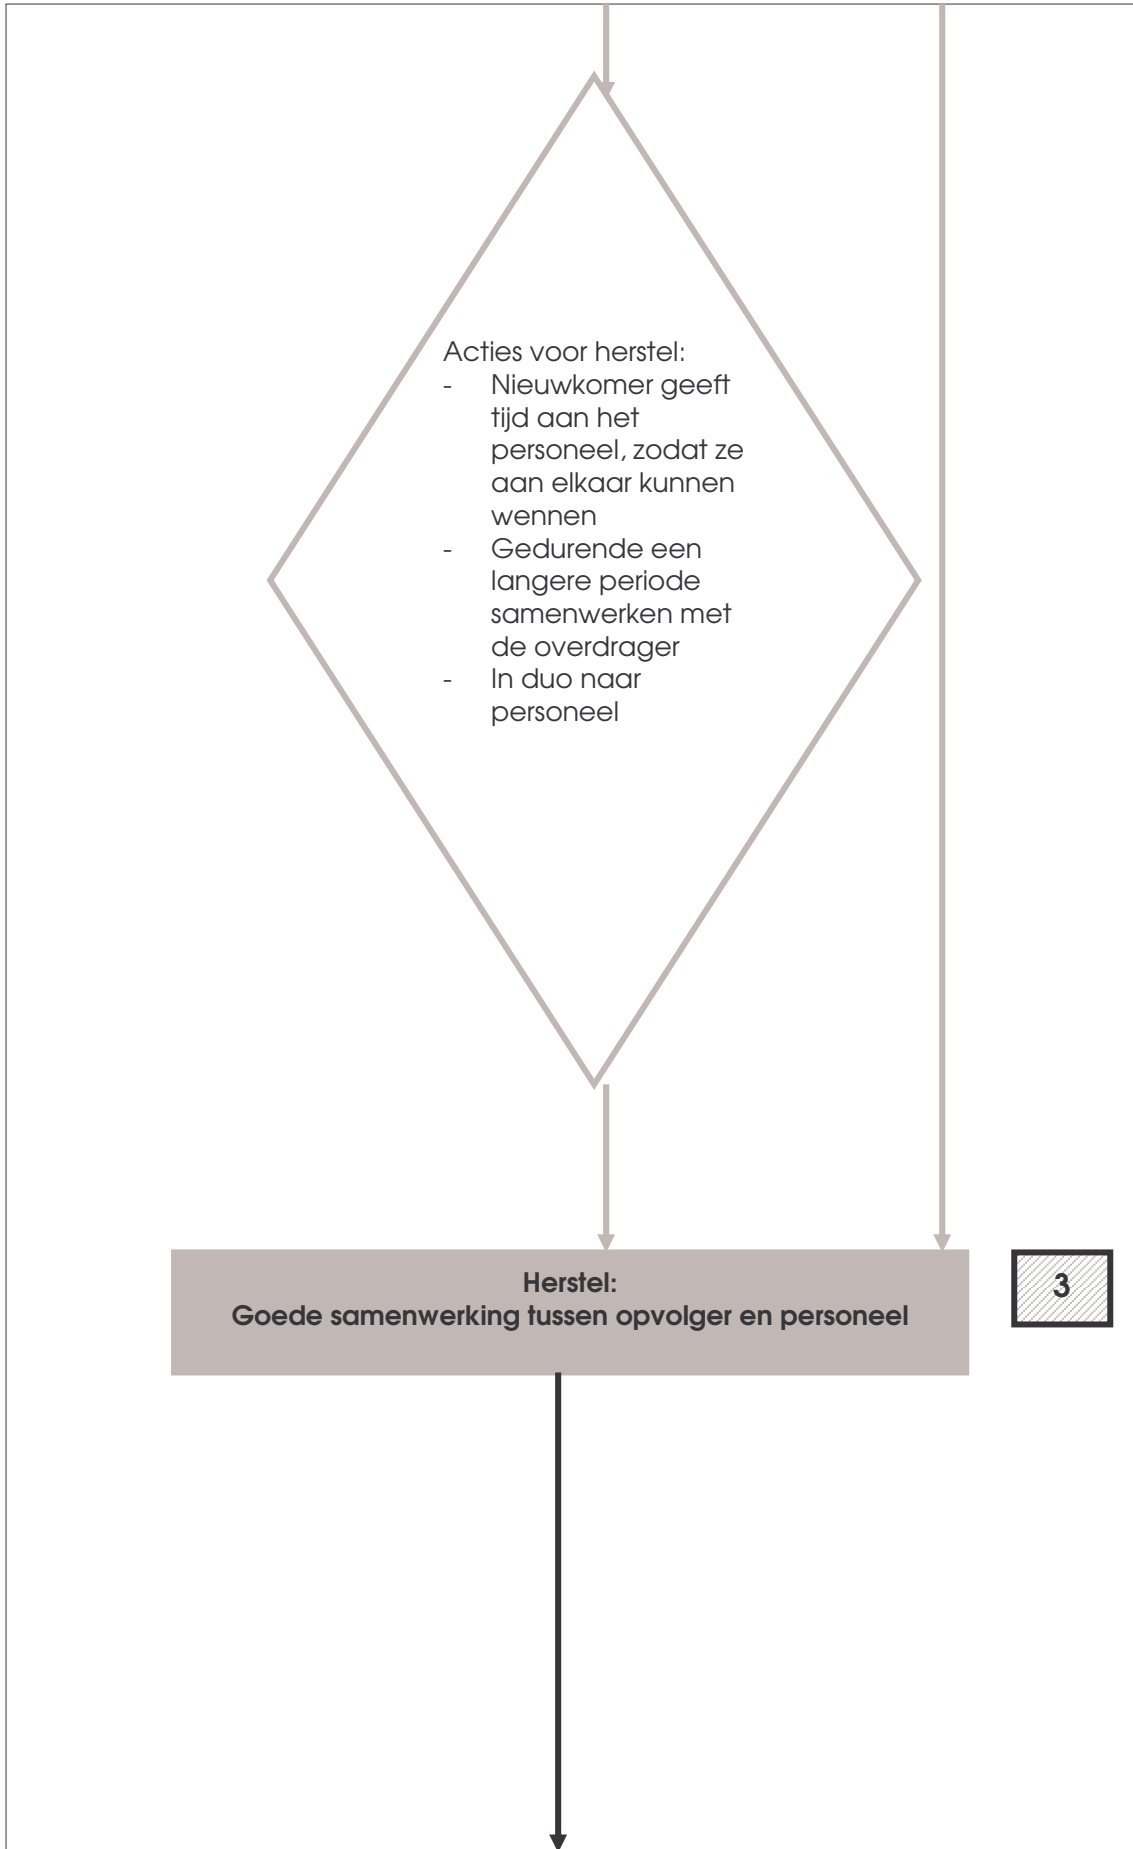 Acties voor herstel:
- Nieuwkomer geeft
tijd aan het
personeel, zodat ze
aan elkaar kunnen
wennen
- Gedurende een
langere periode
samenwerken met
de overdrager
- In duo naar
personeel
Herstel:
Goede samenwerking tussen opvolger en personeel
3